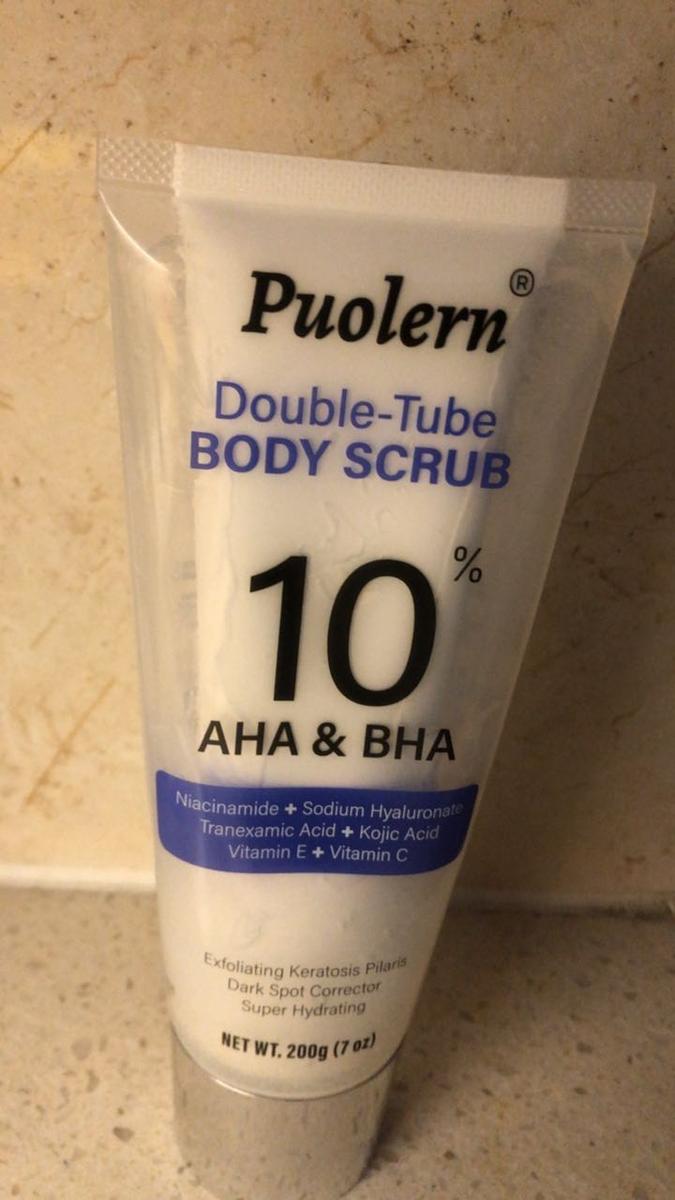 Puolern®
Double-Tube
BODY SCRUB
10%
AHA & BHA
Niacinamide + Sodium Hyaluronate
Tranexamic Acid + Kojic Acid
Vitamin E + Vitamin C
Exfoliating Keratosis Pilaris
Dark Spot Corrector
Super Hydrating
NET WT. 200g (7 oz)